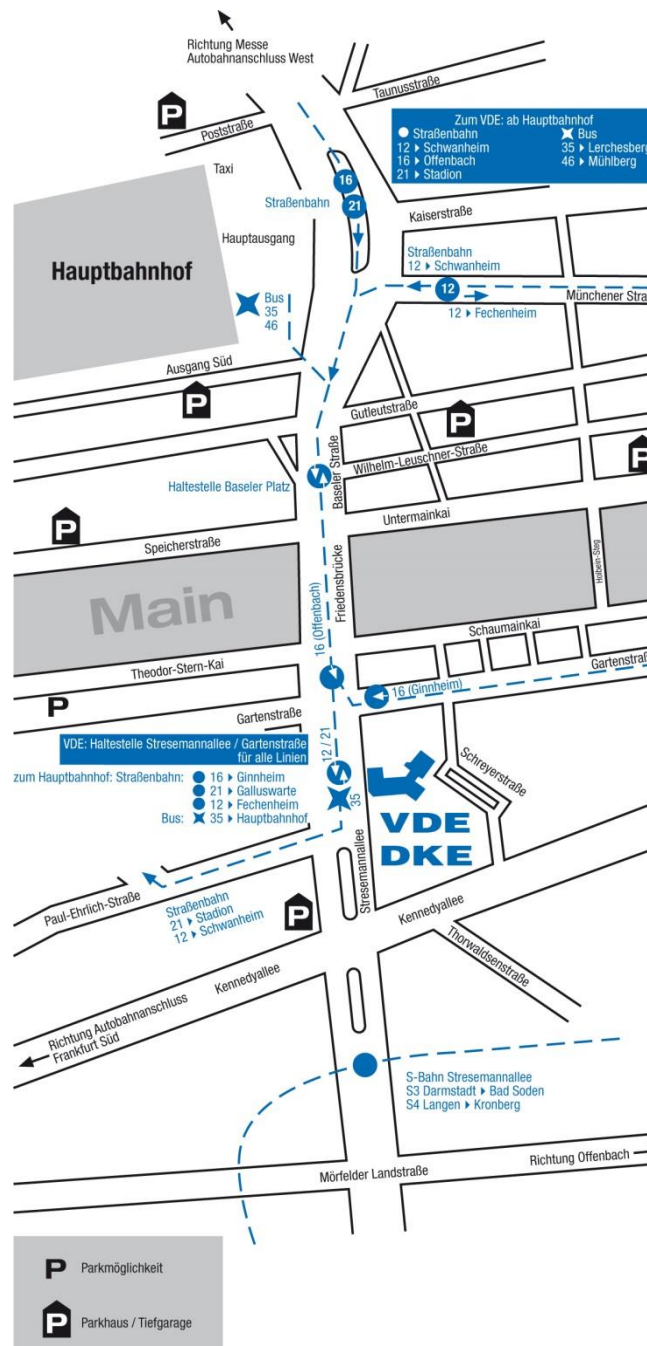 Richtung Messe
Autobahnanschluss West
Taunusstraße
P
Poststraße
Zum VDE: ab Hauptbahnhof
Straßenbahn
12 Schwanheim
16 Offenbach
21 Stadion
Bus
35 Lerchesberg
46 Mühlberg
Taxi
16
21
Straßenbahn
Kaiserstraße
Hauptausgang
Hauptbahnhof
Straßenbahn
12 Schwanheim
12
Münchener Stra
12 Fechenheim
Bus
35
46
Ausgang Süd
P
Gutleutstraße
P
Wilhelm-Leuschner-Straße
P
Baseler Straße
Haltestelle Baseler Platz
P
Untermainkai
Speicherstraße
Holbein-Steg
Main
Friedensbrücke
16 (Offenbach)
Schaumainkai
Theodor-Stern-Kai
Gartenstraß
16 (Ginnheim)
P
Gartenstraße
VDE: Haltestelle Stresemannallee / Gartenstraße
für alle Linien
12 / 21
Schreyerstraße
zum Hauptbahnhof: Straßenbahn:
16 Ginnheim
21 Galluswarte
12 Fechenheim
Bus: 35 Hauptbahnhof
35
VDE
DKE
Stresemannallee
Paul-Ehrlich-Straße
Straßenbahn
21 Stadion
12 Schwanheim
P
Kennedyallee
Thorwaldsenstraße
Kennedyallee
Richtung Autobahnanschluss
Frankfurt Süd
S-Bahn Stresemannallee
S3 Darmstadt Bad Soden
S4 Langen Kronberg
Richtung Offenbach
Mörfelder Landstraße
P Parkmöglichkeit
P Parkhaus / Tiefgarage